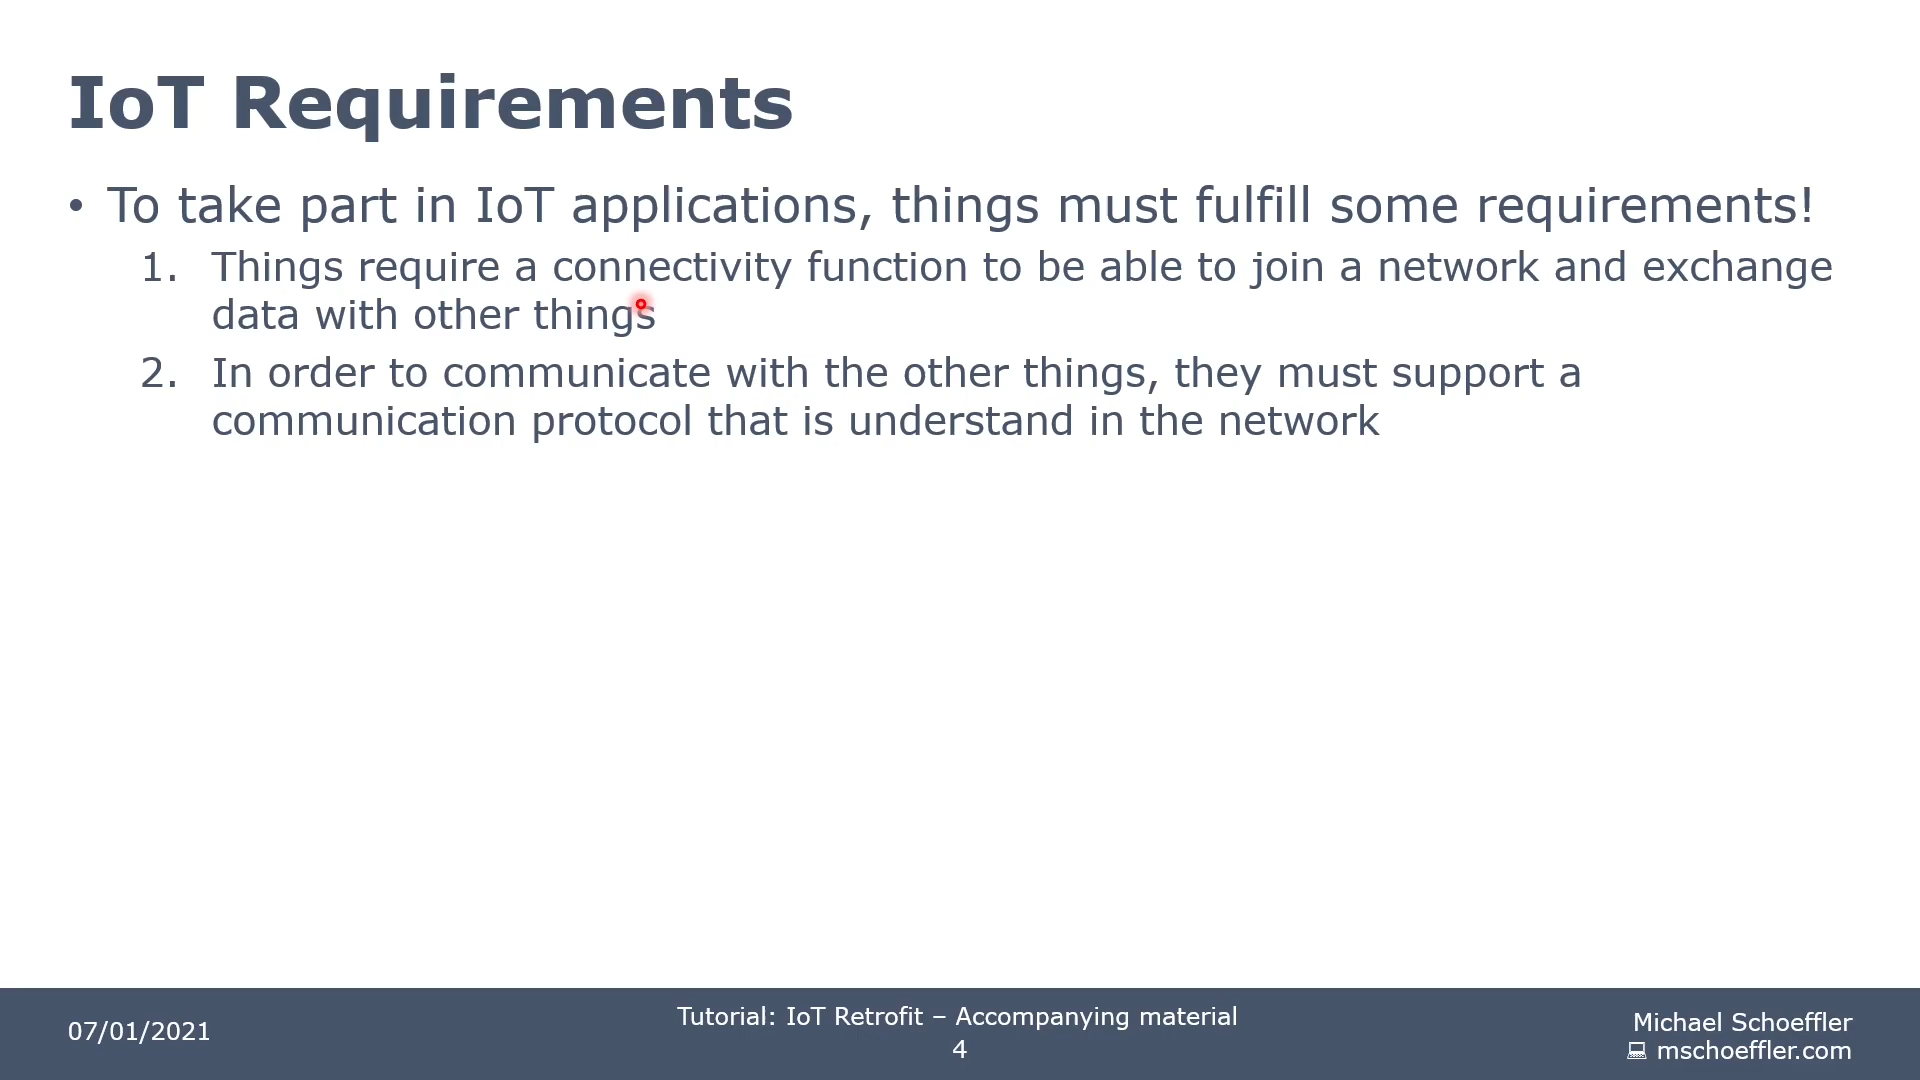 IoT Requirements
• To take part in IoT applications, things must fulfill some requirements!
1. Things require a connectivity function to be able to join a network and exchange
data with other things
2. In order to communicate with the other things, they must support a
communication protocol that is understand in the network
07/01/2021
Tutorial: IoT Retrofit – Accompanying material
4
Michael Schoeffler
💻 mschoeffler.com